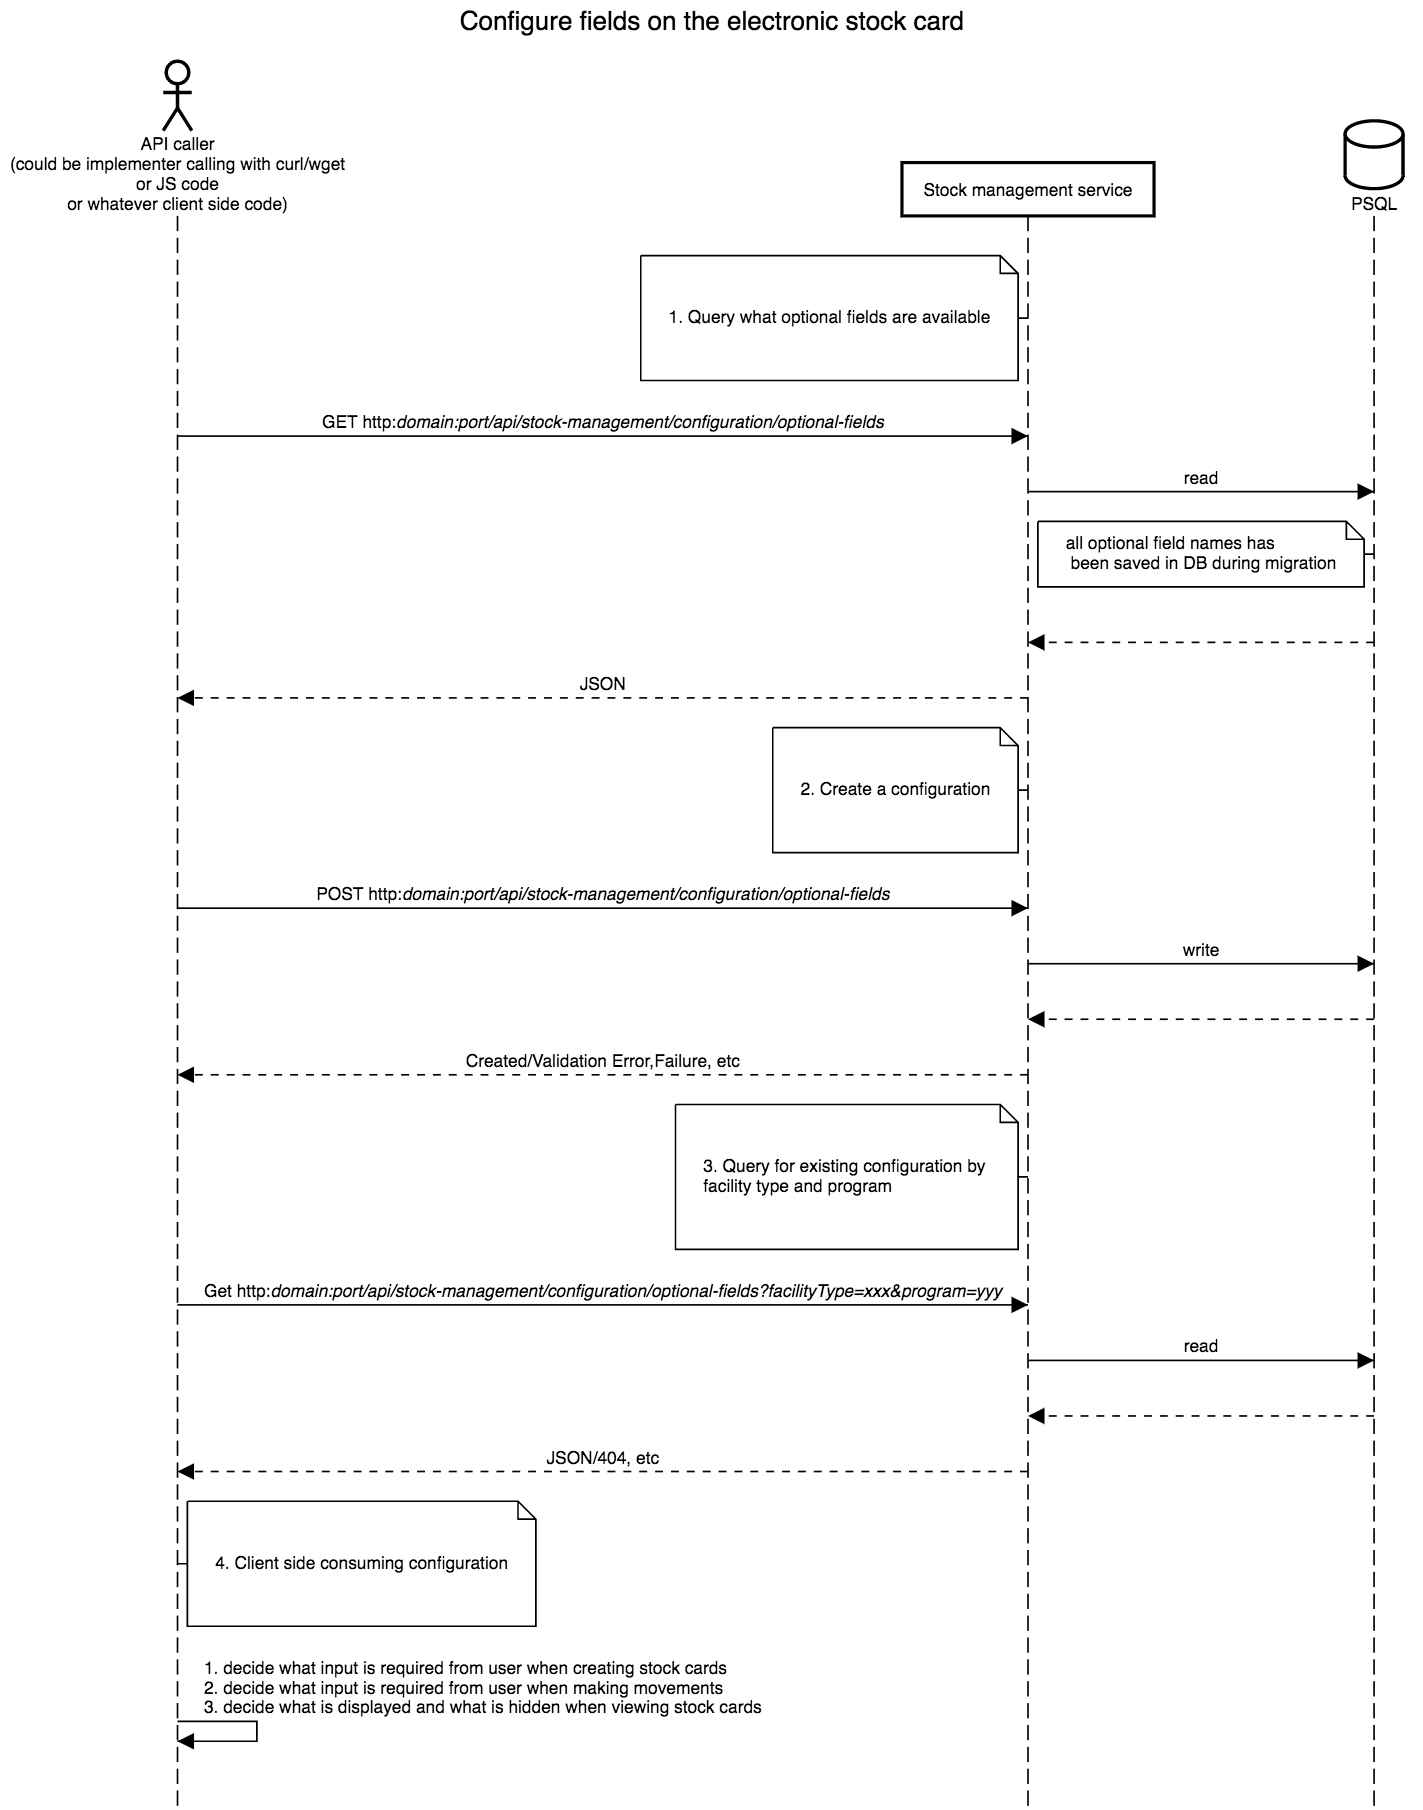 Configure fields on the electronic stock card
API caller
(could be implementer calling with curl/wget
or JS code
or whatever client side code)
Stock management service
PSQL
1. Query what optional fields are available
GET http:domain:port/api/stock-management/configuration/optional-fields
read
all optional field names has
been saved in DB during migration
JSON
2. Create a configuration
POST http:domain:port/api/stock-management/configuration/optional-fields
write
Created/Validation Error,Failure, etc
3. Query for existing configuration by
facility type and program
Get http:domain:port/api/stock-management/configuration/optional-fields?facilityType=xxx&program=yyy
read
JSON/404, etc
4. Client side consuming configuration
1. decide what input is required from user when creating stock cards
2. decide what input is required from user when making movements
3. decide what is displayed and what is hidden when viewing stock cards